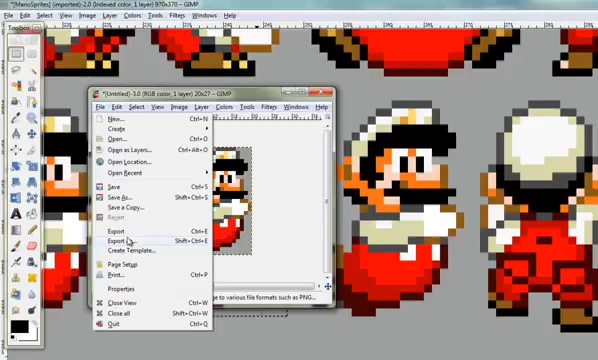 *[MarioSprites] (imported)-2.0 (Indexed color, 1 layer) 970x370 – GIMP
File Edit Select View Image Layer Colors Tools Filters Windows Help
Toolbox
*[Untitled]-3.0 (RGB color, 1 layer) 20x27 – GIMP
File Edit Select View Image Layer Colors Tools Filters Windows Help
New... Ctrl+N
Create
Open... Ctrl+O
Open as Layers... Ctrl+Alt+O
Open Location...
Open Recent
Save Ctrl+S
Save As... Shift+Ctrl+S
Save a Copy...
Revert
Export Ctrl+E
Export Shift+Ctrl+E
Create Template...
Page Setup
Print... Ctrl+P
Properties
Close View Ctrl+W
Close all Shift+Ctrl+W
Quit Ctrl+Q
ge to various file formats such as PNG...